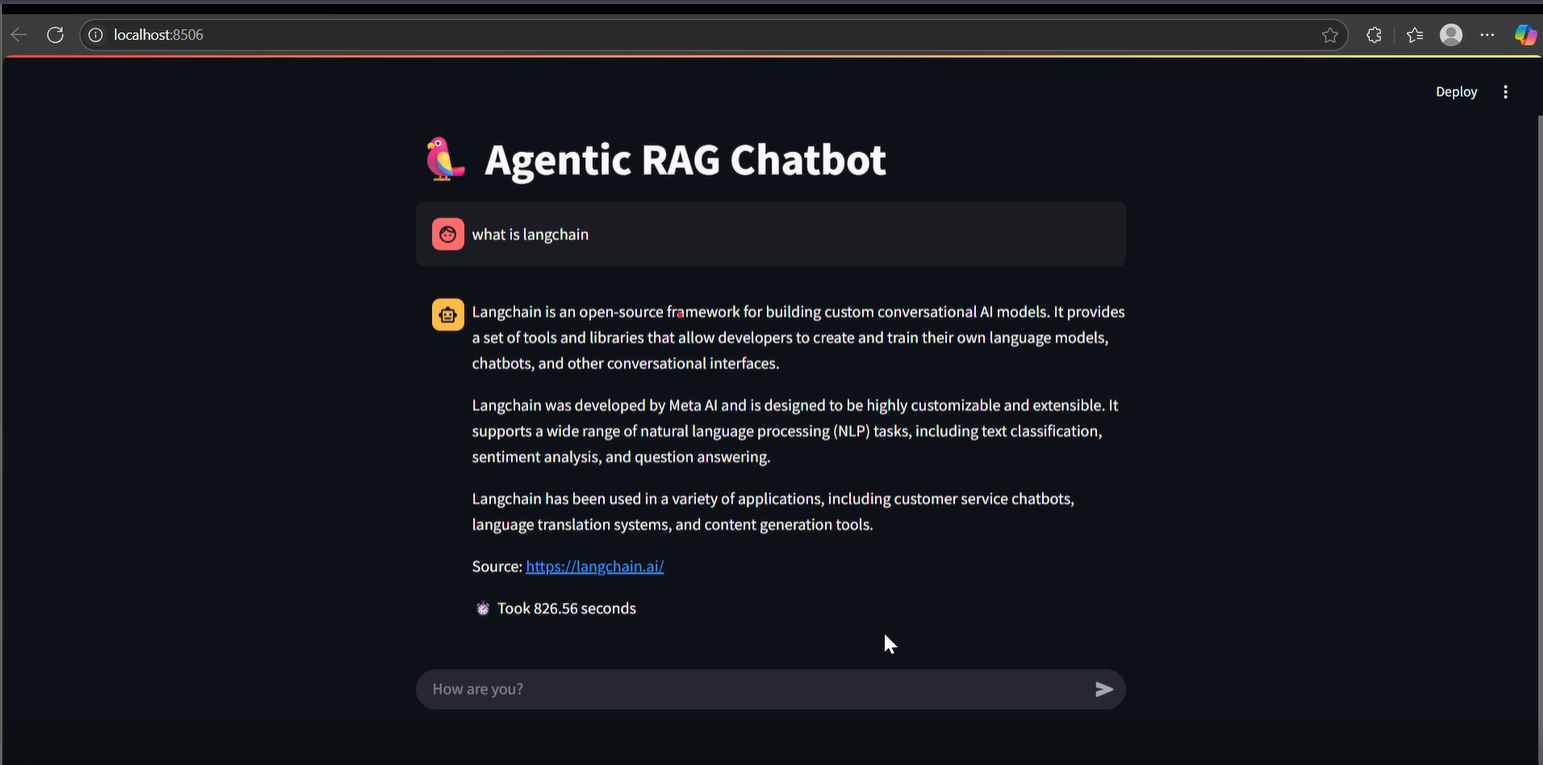 localhost:8506
Deploy
Agentic RAG Chatbot
what is langchain
Langchain is an open-source framework for building custom conversational AI models. It provides
a set of tools and libraries that allow developers to create and train their own language models,
chatbots, and other conversational interfaces.
Langchain was developed by Meta AI and is designed to be highly customizable and extensible. It
supports a wide range of natural language processing (NLP) tasks, including text classification,
sentiment analysis, and question answering.
Langchain has been used in a variety of applications, including customer service chatbots,
language translation systems, and content generation tools.
Source: https://langchain.ai/
Took 826.56 seconds
How are you?